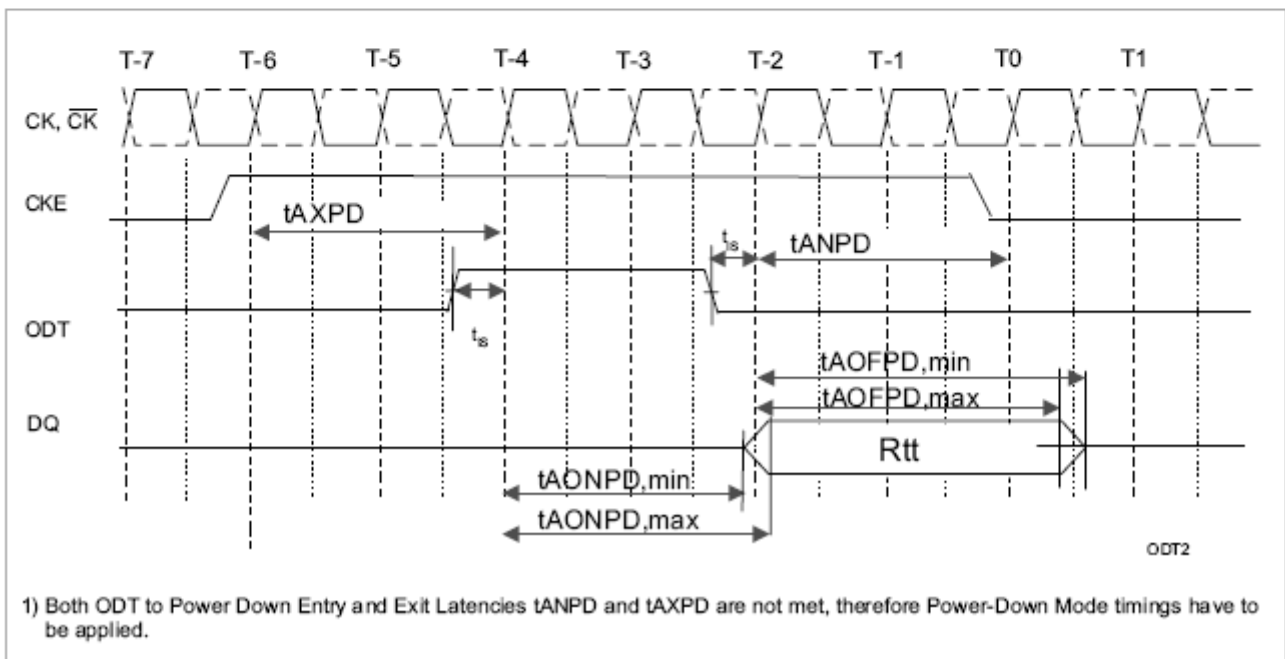 T-7 T-6 T-5 T-4 T-3 T-2 T-1 T0 T1
CK, CK
CKE
tAXPD
tis
tANPD
ODT
tis
tAOFPD,min
tAOFPD,max
DQ
Rtt
tAONPD,min
tAONPD,max
ODT2
1) Both ODT to Power Down Entry and Exit Latencies tANPD and tAXPD are not met, therefore Power-Down Mode timings have to
be applied.